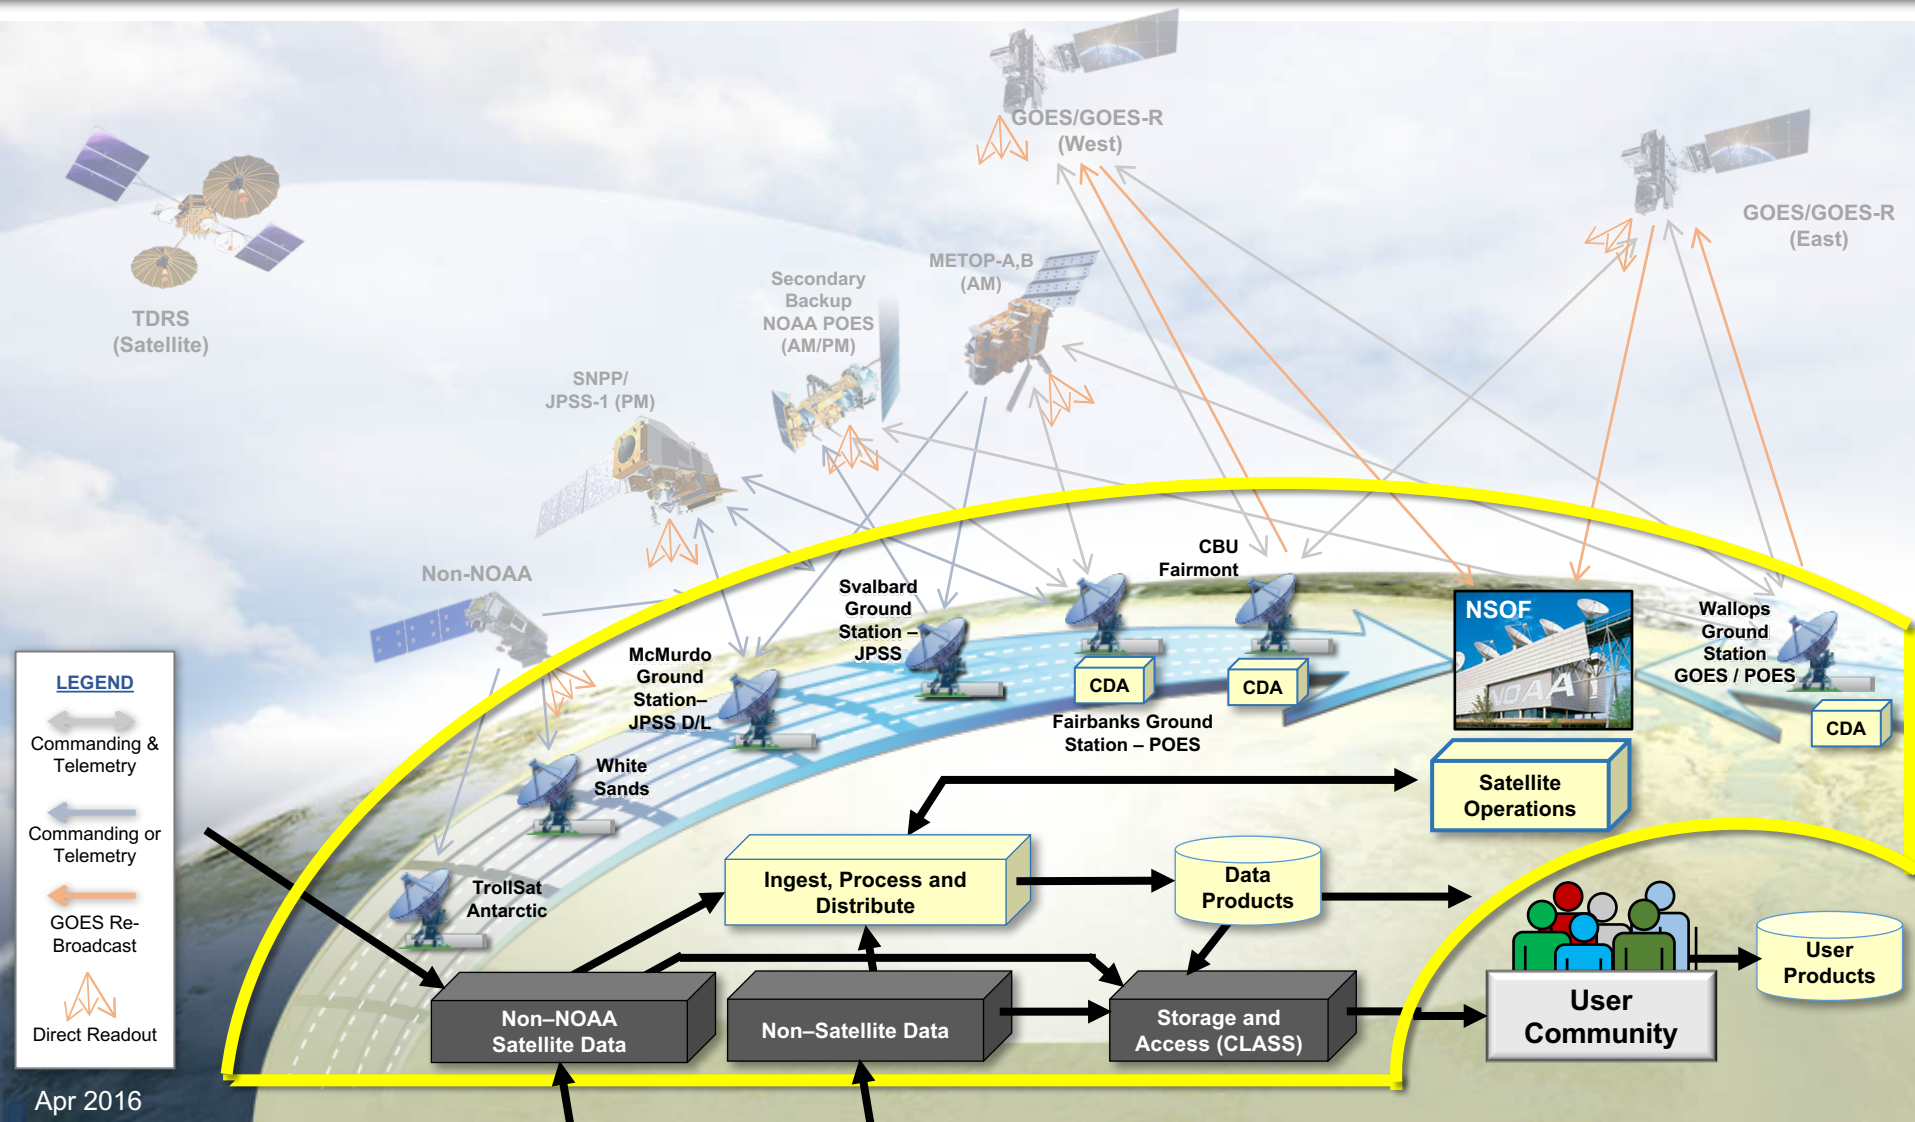 GOES/GOES-R
(West)
GOES/GOES-R
(East)
TDRS
(Satellite)
METOP-A,B
(AM)
Secondary
Backup
NOAA POES
(AM/PM)
SNPP/
JPSS-1 (PM)
Non-NOAA
CBU
Fairmont
Svalbard
Ground
Station –
JPSS
NSOF
NOAA
Wallops
Ground
Station
GOES / POES
CDA
McMurdo
Ground
Station–
JPSS D/L
CDA
CDA
Fairbanks Ground
Station – POES
White
Sands
TrollSat
Antarctic
Satellite
Operations
Ingest, Process and
Distribute
Data
Products
Non–NOAA
Satellite Data
Non–Satellite Data
Storage and
Access (CLASS)
User
Community
User
Products
LEGEND
Commanding &
Telemetry
Commanding or
Telemetry
GOES Re-
Broadcast
Direct Readout
Apr 2016